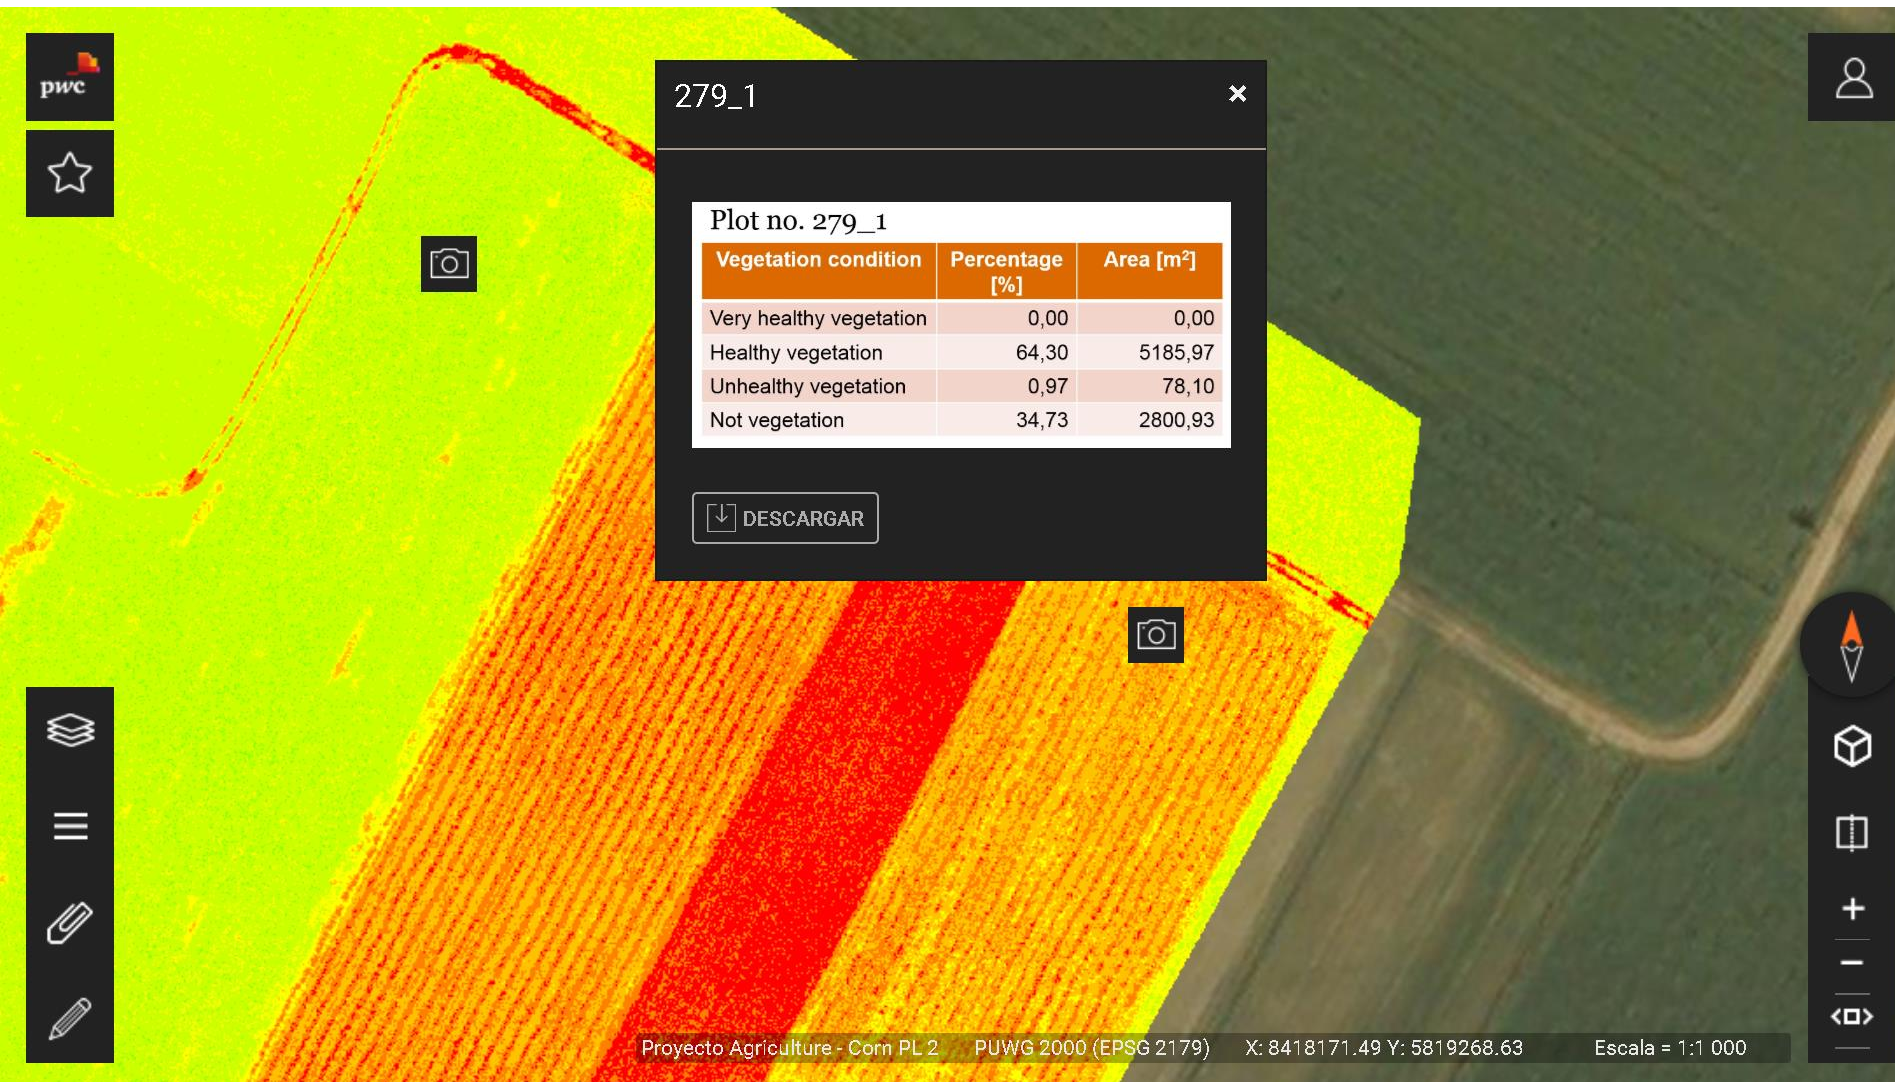 pwc
279_1
Plot no. 279_1
Vegetation condition Percentage [%] Area [m²]
Very healthy vegetation 0,00 0,00
Healthy vegetation 64,30 5185,97
Unhealthy vegetation 0,97 78,10
Not vegetation 34,73 2800,93
DESCARGAR
Proyecto Agriculture - Corn PL 2 PUWG 2000 (EPSG 2179) X: 8418171.49 Y: 5819268.63 Escala = 1:1 000